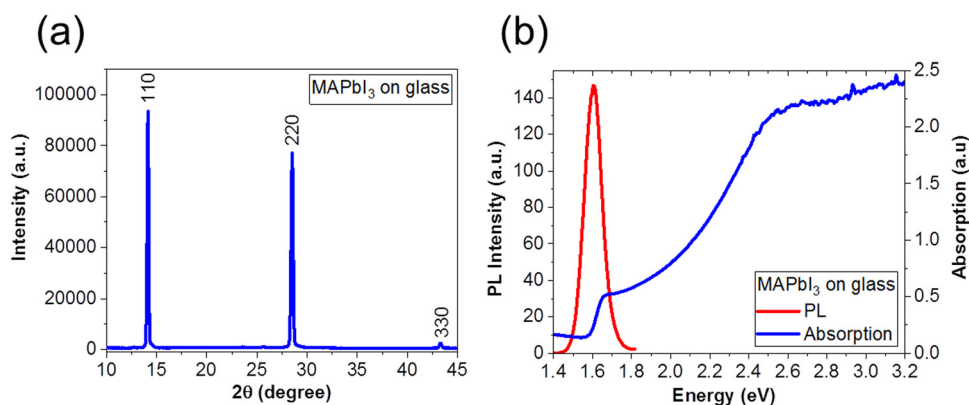 (a)
MAPbI₃ on glass
110
220
330
100000
80000
60000
40000
20000
0
10 15 20 25 30 35 40 45
Intensity (a.u.)
2θ (degree)
(b)
140
120
100
80
60
40
20
0
PL Intensity (a.u.)
2.5
2.0
1.5
1.0
0.5
0.0
Absorption (a.u)
MAPbI₃ on glass
PL
Absorption
1.4 1.6 1.8 2.0 2.2 2.4 2.6 2.8 3.0 3.2
Energy (eV)